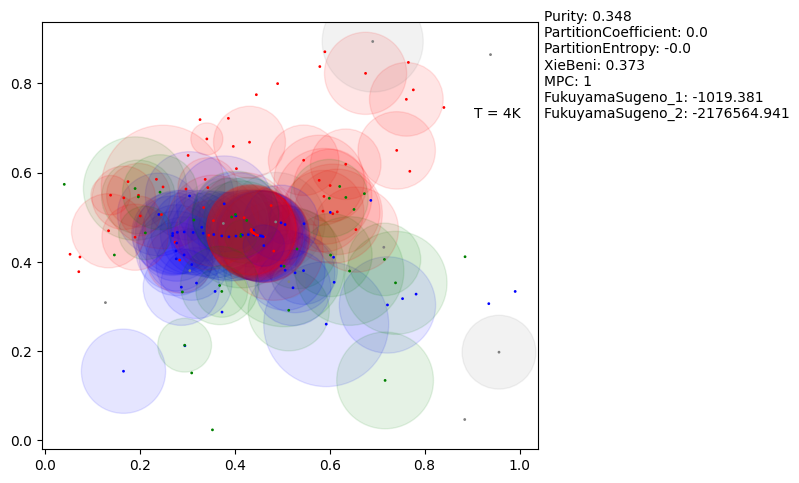 Purity: 0.348
PartitionCoefficient: 0.0
PartitionEntropy: -0.0
XieBeni: 0.373
MPC: 1
FukuyamaSugeno_1: -1019.381
FukuyamaSugeno_2: -2176564.941
T = 4K
0.8
0.6
0.4
0.2
0.0
0.0 0.2 0.4 0.6 0.8 1.0